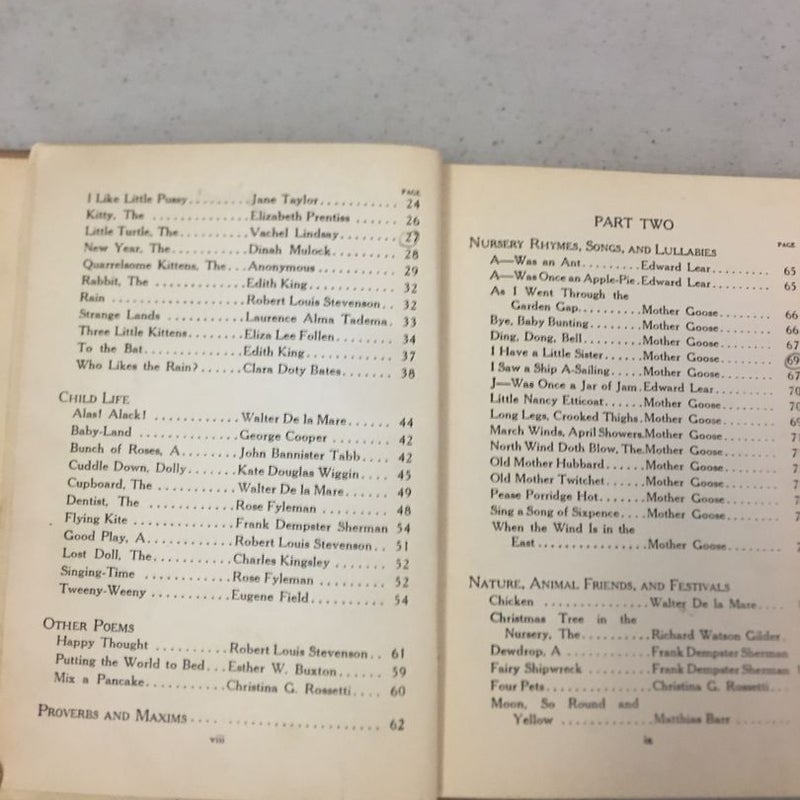 PAGE
I Like Little Pussy.........Jane Taylor........... 24
Kitty, The ..............Elizabeth Prentiss ...... 26
Little Turtle, The..........Vachel Lindsay........ 27
New Year, The...........Dinah Mulock......... 28
Quarrelsome Kittens, The...Anonymous............ 29
Rabbit, The ..............Edith King............ 32
Rain ....................Robert Louis Stevenson.. 32
Strange Lands ...........Laurence Alma Tadema. 33
Three Little Kittens.......Eliza Lee Follen....... 34
To the Bat...............Edith King............ 37
Who Likes the Rain?......Clara Doty Bates....... 38
CHILD LIFE
Alas! Alack! ............Walter De la Mare...... 44
Baby-Land ..............George Cooper ........ 42
Bunch of Roses, A........John Bannister Tabb.... 42
Cuddle Down, Dolly.......Kate Douglas Wiggin.... 45
Cupboard, The ...........Walter De la Mare...... 49
Dentist, The .............Rose Fyleman ......... 48
Flying Kite ..............Frank Dempster Sherman 54
Good Play, A............Robert Louis Stevenson.. 51
Lost Doll, The...........Charles Kingsley ....... 52
Singing-Time ............Rose Fyleman ......... 52
Tweeny-Weeny ..........Eugene Field.......... 54
OTHER POEMS
Happy Thought ..........Robert Louis Stevenson.. 61
Putting the World to Bed...Esther W. Buxton...... 59
Mix a Pancake...........Christina G. Rossetti.... 60
PROVERBS AND MAXIMS.... .................. 62
viii
PART TWO
NURSERY RHYMES, SONGS, AND LULLABIES PAGE
A—Was an Ant.........Edward Lear......... 65
A—Was Once an Apple-Pie.Edward Lear......... 65
As I Went Through the
Garden Gap..........Mother Goose........ 66
Bye, Baby Bunting.......Mother Goose........ 66
Ding, Dong, Bell.........Mother Goose........ 67
I Have a Little Sister.....Mother Goose........ 69
I Saw a Ship A-Sailing.....Mother Goose........ 67
J—Was Once a Jar of Jam.Edward Lear......... 70
Little Nancy Etticoat......Mother Goose........ 70
Long Legs, Crooked Thighs.Mother Goose........ 69
March Winds, April Showers.Mother Goose........ 7
North Wind Doth Blow, The.Mother Goose........ 7
Old Mother Hubbard......Mother Goose........ 7
Old Mother Twitchet......Mother Goose........ 7
Pease Porridge Hot.......Mother Goose........ 7
Sing a Song of Sixpence....Mother Goose........ 7
When the Wind Is in the
East ..................Mother Goose........ 7
NATURE, ANIMAL FRIENDS, AND FESTIVALS
Chicken ................Walter De la Mare....
Christmas Tree in the
Nursery, The..........Richard Watson Gilder.
Dewdrop, A .............Frank Dempster Sherman
Fairy Shipwreck .........Frank Dempster Sherman
Four Pets...............Christina G. Rossetti...
Moon, So Round and
Yellow ..............Matthias Barr ........
ix